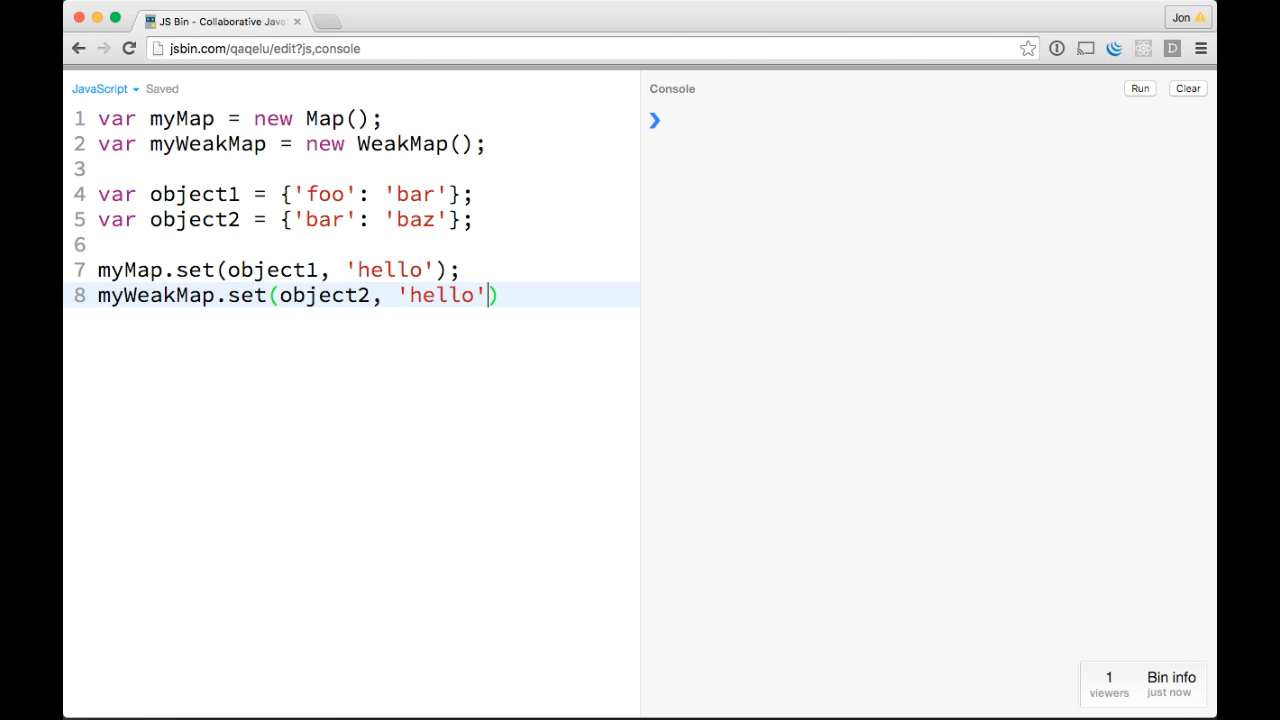 JS Bin - Collaborative Java
Jon
jsbin.com/qaqelu/edit?js,console
JavaScript Saved
Console
Run
Clear
1 var myMap = new Map();
2 var myWeakMap = new WeakMap();
3
4 var object1 = {'foo': 'bar'};
5 var object2 = {'bar': 'baz'};
6
7 myMap.set(object1, 'hello');
8 myWeakMap.set(object2, 'hello')
1 Bin info
viewers just now